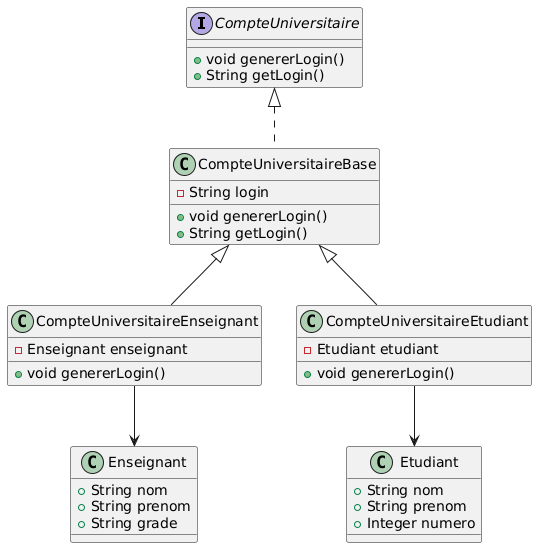 I CompteUniversitaire
void genererLogin()
String getLogin()
C CompteUniversitaireBase
String login
void genererLogin()
String getLogin()
C CompteUniversitaireEnseignant
Enseignant enseignant
void genererLogin()
C CompteUniversitaireEtudiant
Etudiant etudiant
void genererLogin()
C Enseignant
String nom
String prenom
String grade
C Etudiant
String nom
String prenom
Integer numero